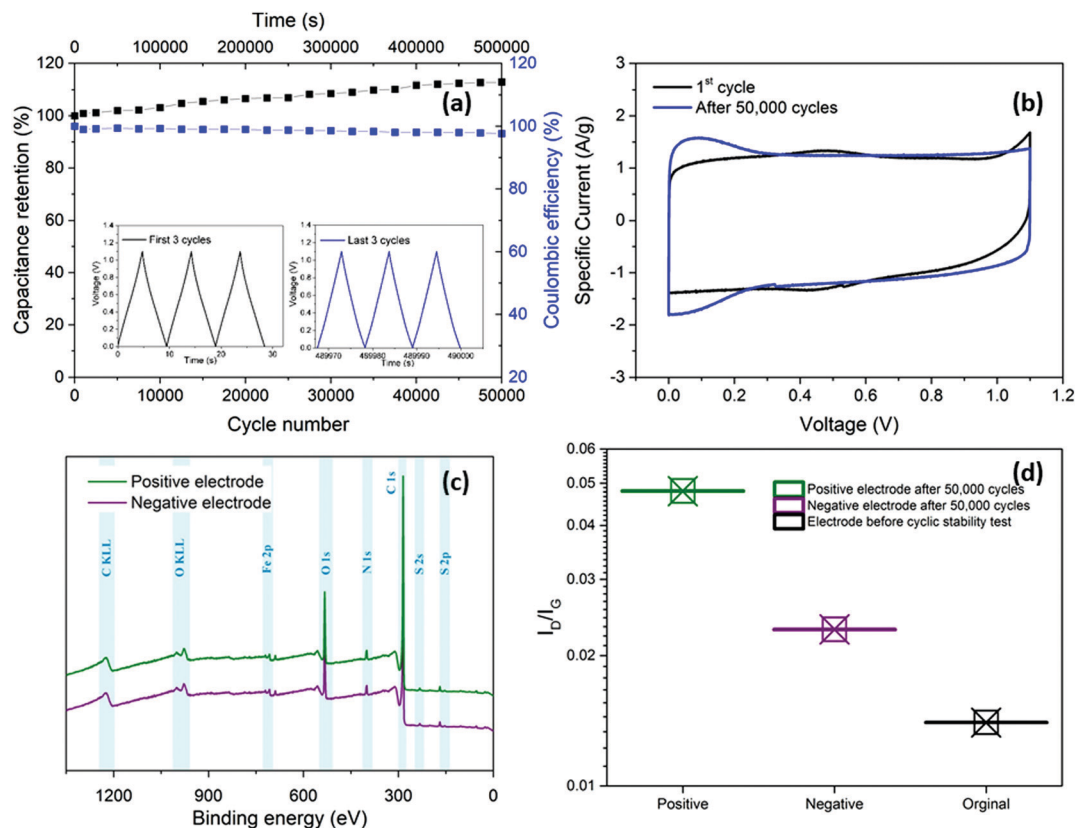 Time (s)
0 100000 200000 300000 400000 500000
120
100
80
60
40
20
0
Capacitance retention (%)
(a)
120
100
80
60
40
20
Coulombic efficiency (%)
First 3 cycles
1.4
1.2
1.0
0.8
0.6
0.4
0.2
0.0
Voltage (V)
0 10 20 30
Time (s)
Last 3 cycles
1.4
1.2
1.0
0.8
0.6
0.4
0.2
0.0
Voltage (V)
489970 489980 489990 490000
Time (s)
0 10000 20000 30000 40000 50000
Cycle number
3
2
1
0
-1
-2
-3
Specific Current (A/g)
1st cycle
After 50,000 cycles
(b)
0.0 0.2 0.4 0.6 0.8 1.0 1.2
Voltage (V)
Positive electrode
Negative electrode
(c)
C KLL
O KLL
Fe 2p
O 1s
N 1s
C 1s
S 2s
S 2p
1200 900 600 300 0
Binding energy (eV)
0.06
0.05
0.04
0.03
0.02
0.01
ID/IG
(d)
Positive electrode after 50,000 cycles
Negative electrode after 50,000 cycles
Electrode before cyclic stability test
Positive Negative Orginal